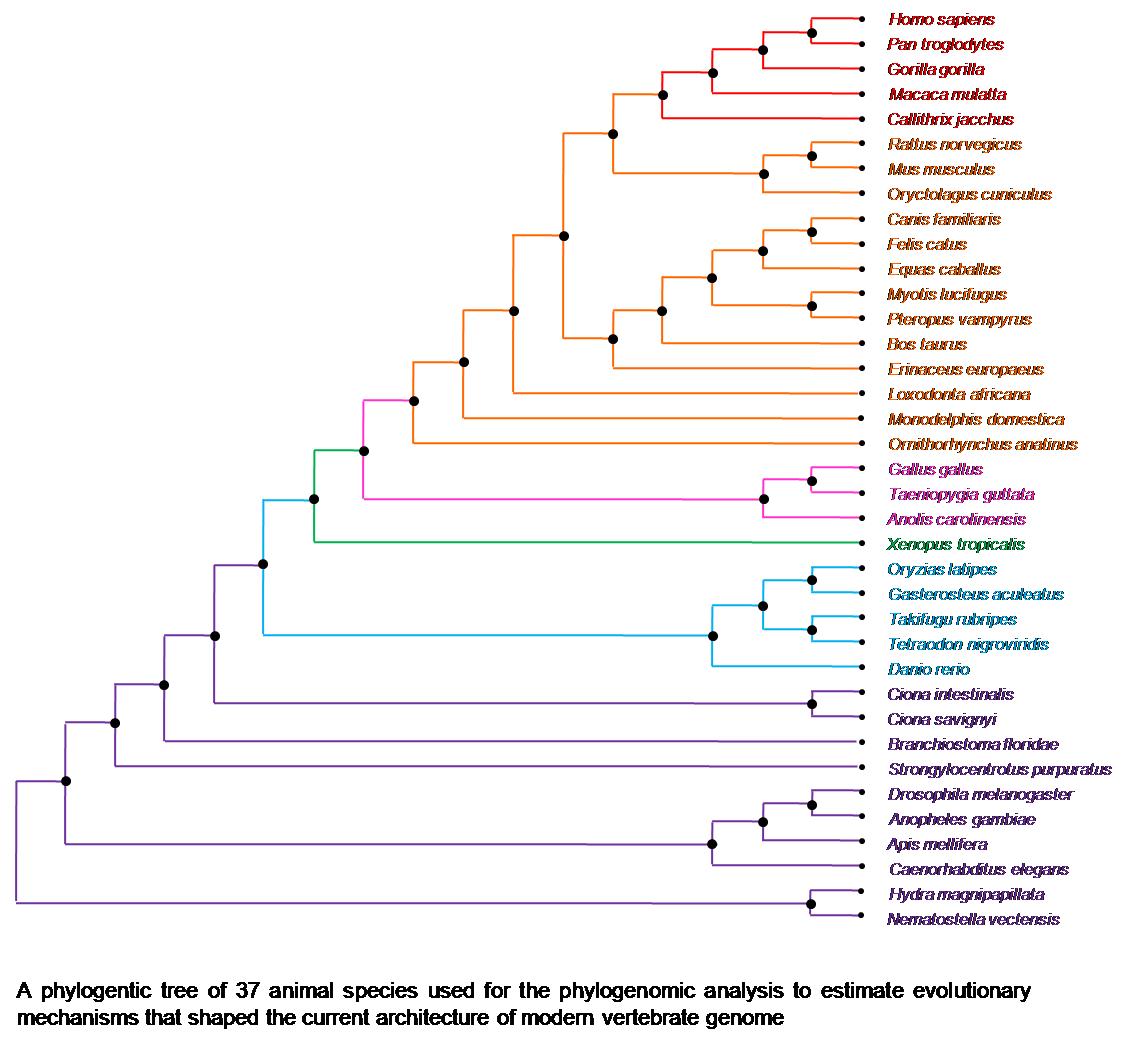 Homo sapiens
Pan troglodytes
Gorilla gorilla
Macaca mulatta
Callithrix jacchus
Rattus norvegicus
Mus musculus
Oryctolagus cuniculus
Canis familiaris
Felis catus
Equas caballus
Myotis lucifugus
Pteropus vampyrus
Bos taurus
Erinaceus europaeus
Loxodonta africana
Monodelphis domestica
Ornithorhynchus anatinus
Gallus gallus
Taeniopygia guttata
Anolis carolinensis
Xenopus tropicalis
Oryzias latipes
Gasterosteus aculeatus
Takifugu rubripes
Tetraodon nigroviridis
Danio rerio
Ciona intestinalis
Ciona savignyi
Branchiostoma floridae
Strongylocentrotus purpuratus
Drosophila melanogaster
Anopheles gambiae
Apis mellifera
Caenorhabditus elegans
Hydra magnipapillata
Nematostella vectensis
A phylogentic tree of 37 animal species used for the phylogenomic analysis to estimate evolutionary
mechanisms that shaped the current architecture of modern vertebrate genome